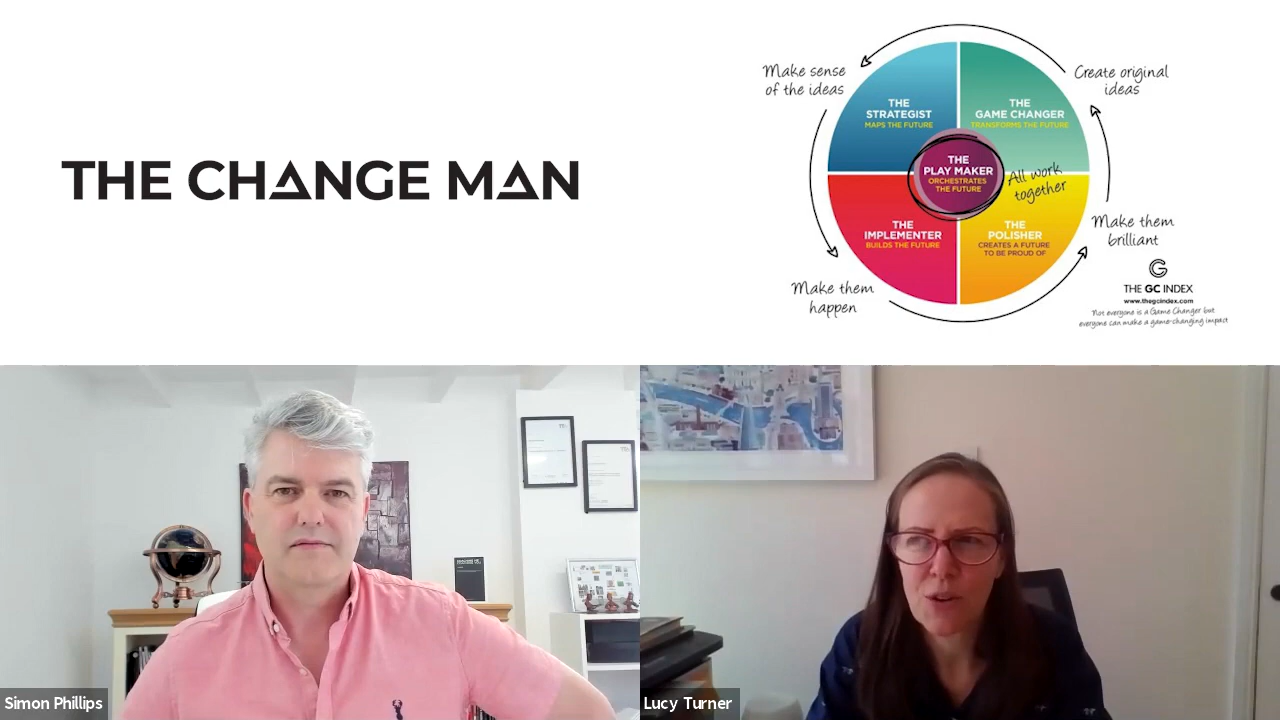 THE CHANGE MAN
Make sense
of the ideas
Create original
ideas
THE
STRATEGIST
MAPS THE FUTURE
THE
GAME CHANGER
TRANSFORMS THE FUTURE
THE
PLAY MAKER
ORCHESTRATES
THE FUTURE
All work
together
THE
IMPLEMENTER
BUILDS THE FUTURE
THE
POLISHER
CREATES A FUTURE
TO BE PROUD OF
Make them
brilliant
Make them
happen
THE GC INDEX
www.thegcindex.com
Not everyone is a Game Changer but
everyone can make a game-changing impact
Simon Phillips
Lucy Turner